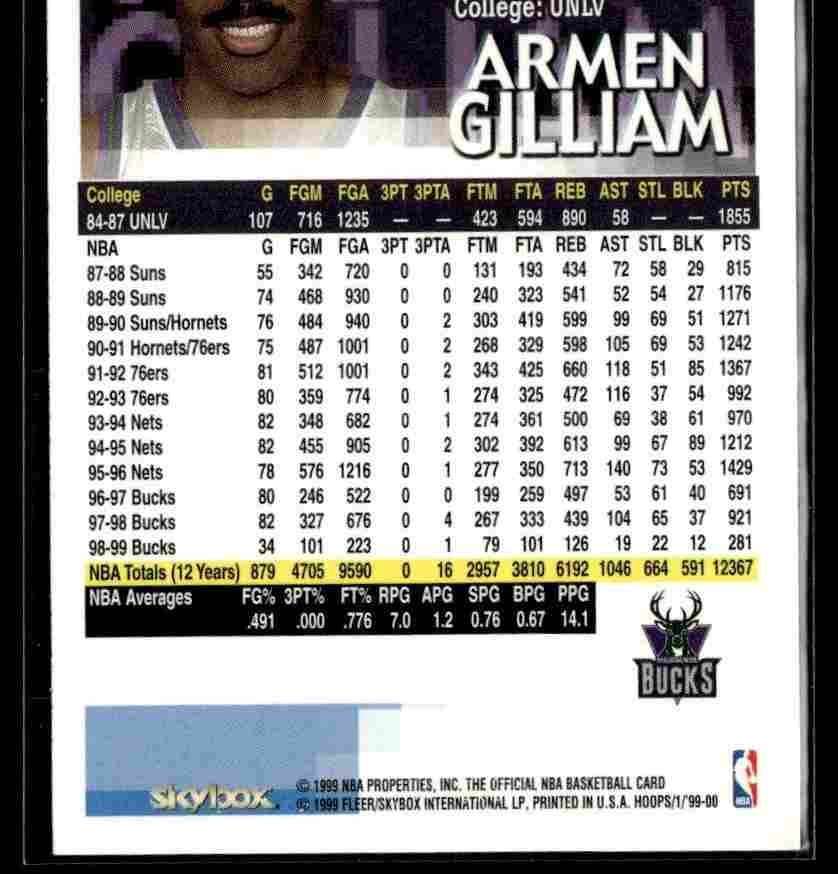 College: UNLV
ARMEN
GILLIAM
College G FGM FGA 3PT 3PTA FTM FTA REB AST STL BLK PTS
84-87 UNLV 107 716 1235 — — 423 594 890 58 — — 1855
NBA G FGM FGA 3PT 3PTA FTM FTA REB AST STL BLK PTS
87-88 Suns 55 342 720 0 0 131 193 434 72 58 29 815
88-89 Suns 74 468 930 0 0 240 323 541 52 54 27 1176
89-90 Suns/Hornets 76 484 940 0 2 303 419 599 99 69 51 1271
90-91 Hornets/76ers 75 487 1001 0 2 268 329 598 105 69 53 1242
91-92 76ers 81 512 1001 0 2 343 425 660 118 51 85 1367
92-93 76ers 80 359 774 0 1 274 325 472 116 37 54 992
93-94 Nets 82 348 682 0 1 274 361 500 69 38 61 970
94-95 Nets 82 455 905 0 2 302 392 613 99 67 89 1212
95-96 Nets 78 576 1216 0 1 277 350 713 140 73 53 1429
96-97 Bucks 80 246 522 0 0 199 259 497 53 61 40 691
97-98 Bucks 82 327 676 0 4 267 333 439 104 65 37 921
98-99 Bucks 34 101 223 0 1 79 101 126 19 22 12 281
NBA Totals (12 Years) 879 4705 9590 0 16 2957 3810 6192 1046 664 591 12367
NBA Averages FG% 3PT% FT% RPG APG SPG BPG PPG
.491 .000 .776 7.0 1.2 0.76 0.67 14.1
BUCKS
skybox
© 1999 NBA PROPERTIES, INC. THE OFFICIAL NBA BASKETBALL CARD
© 1999 FLEER/SKYBOX INTERNATIONAL LP, PRINTED IN U.S.A. HOOPS/1/'99-00
NBA